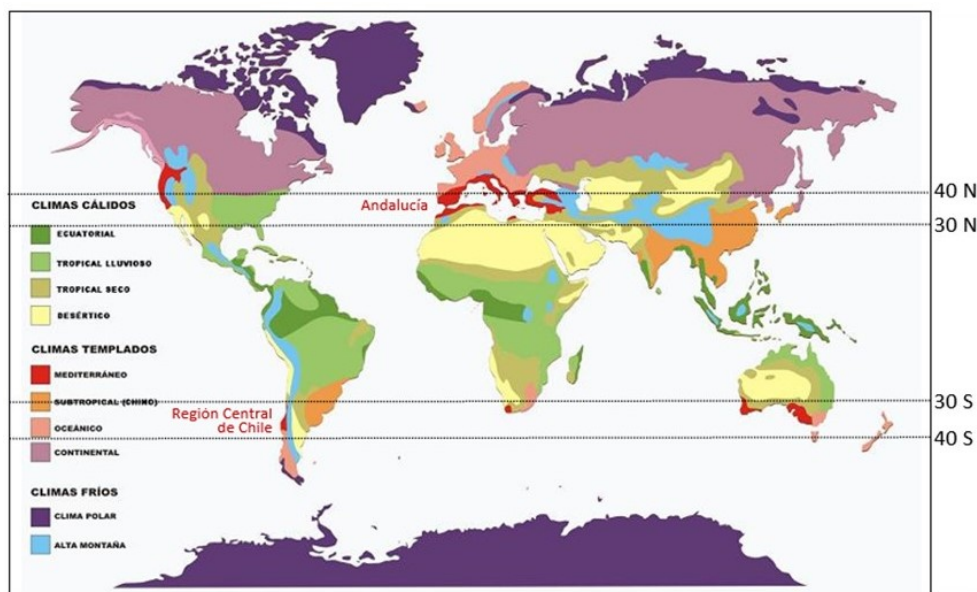 40 N
Andalucía
CLIMAS CÁLIDOS
30 N
ECUATORIAL
TROPICAL LLUVIOSO
TROPICAL SECO
DESÉRTICO
CLIMAS TEMPLADOS
MEDITERRÁNEO
SUBTROPICAL (CHINO)
30 S
Región Central
de Chile
OCEÁNICO
40 S
CONTINENTAL
CLIMAS FRÍOS
CLIMA POLAR
ALTA MONTAÑA